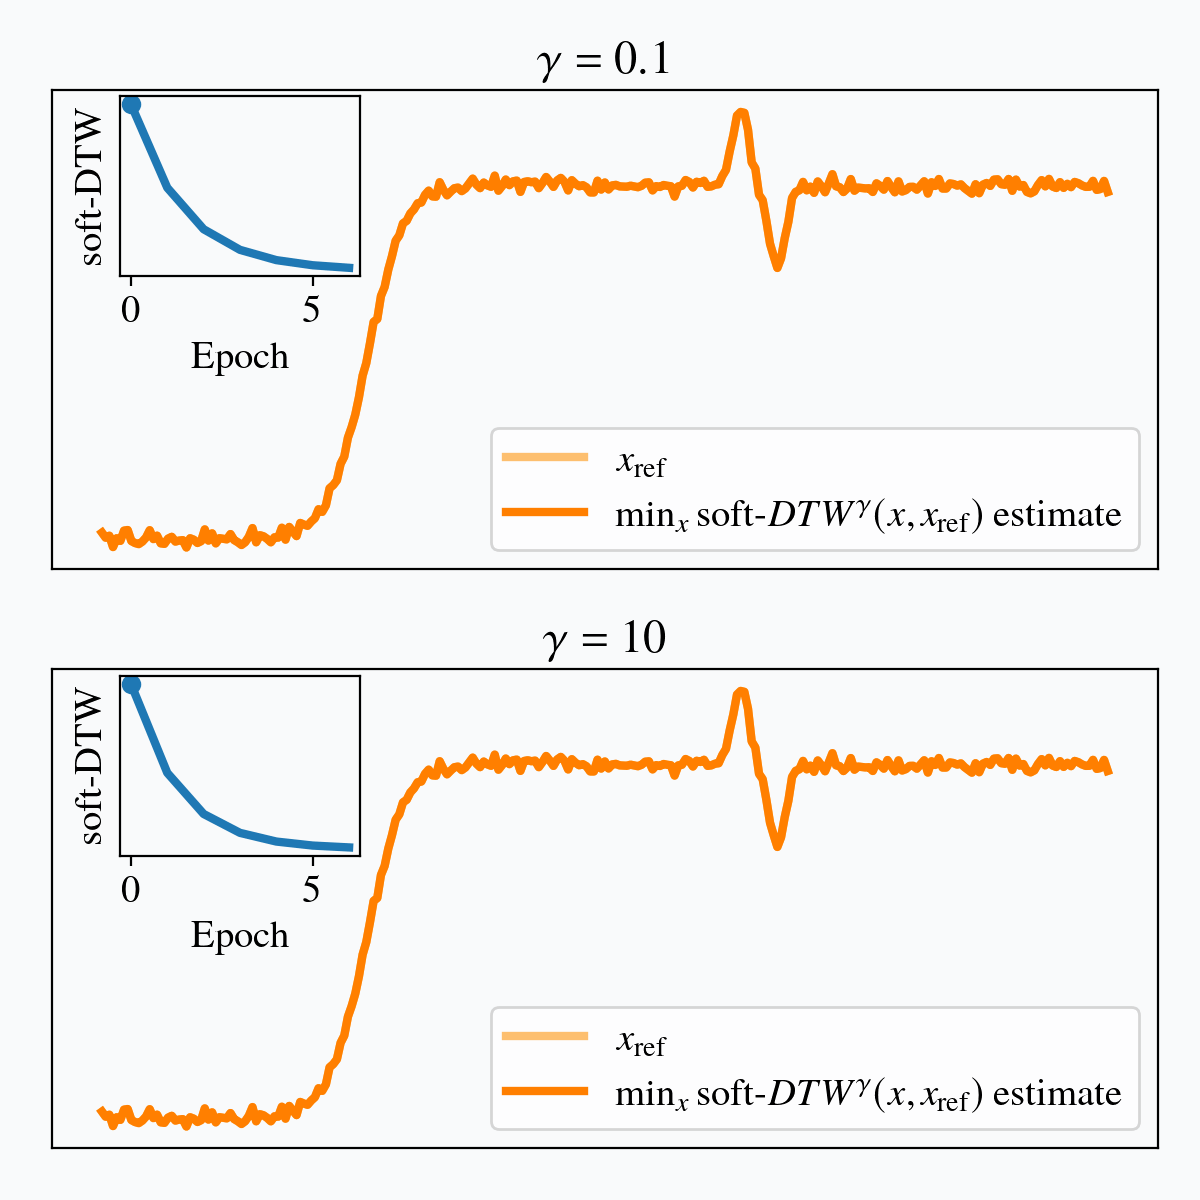 γ = 0.1
soft-DTW
0 5
Epoch
x_ref
min_x soft-DTW^γ(x, x_ref) estimate
γ = 10
soft-DTW
0 5
Epoch
x_ref
min_x soft-DTW^γ(x, x_ref) estimate